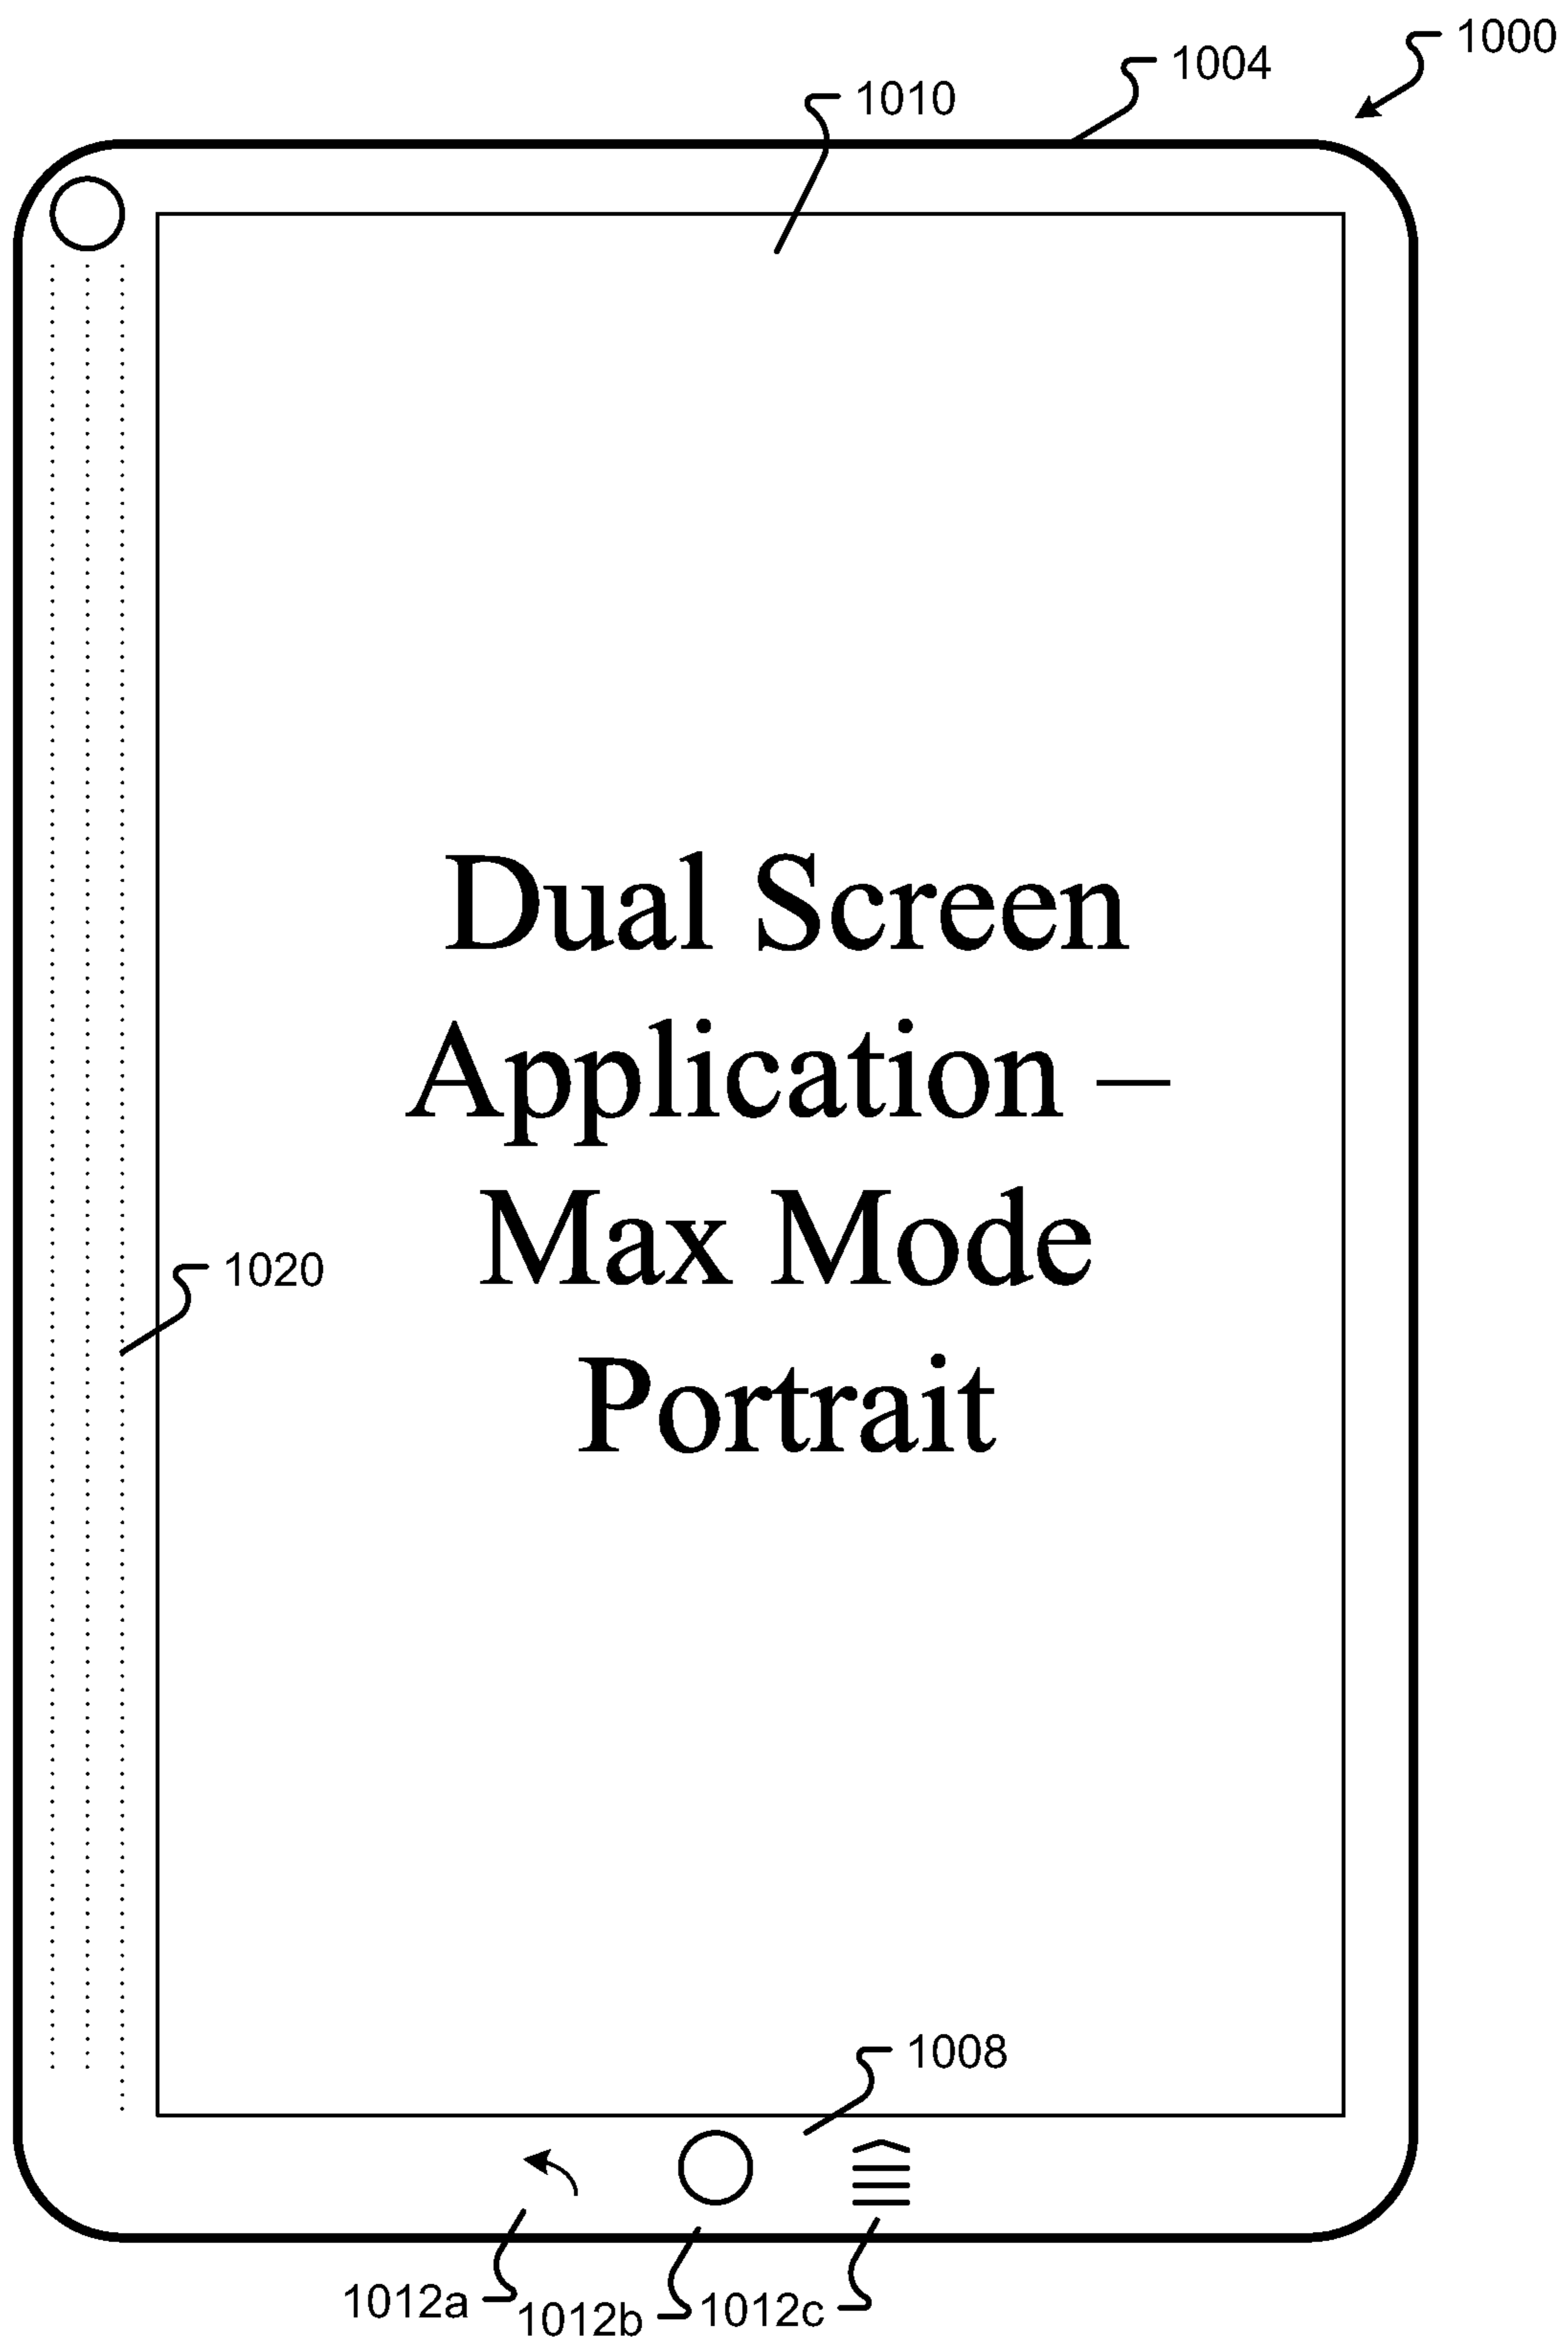 1000
1004
1010
Dual Screen
Application –
Max Mode
Portrait
1020
1008
1012a
1012b
1012c